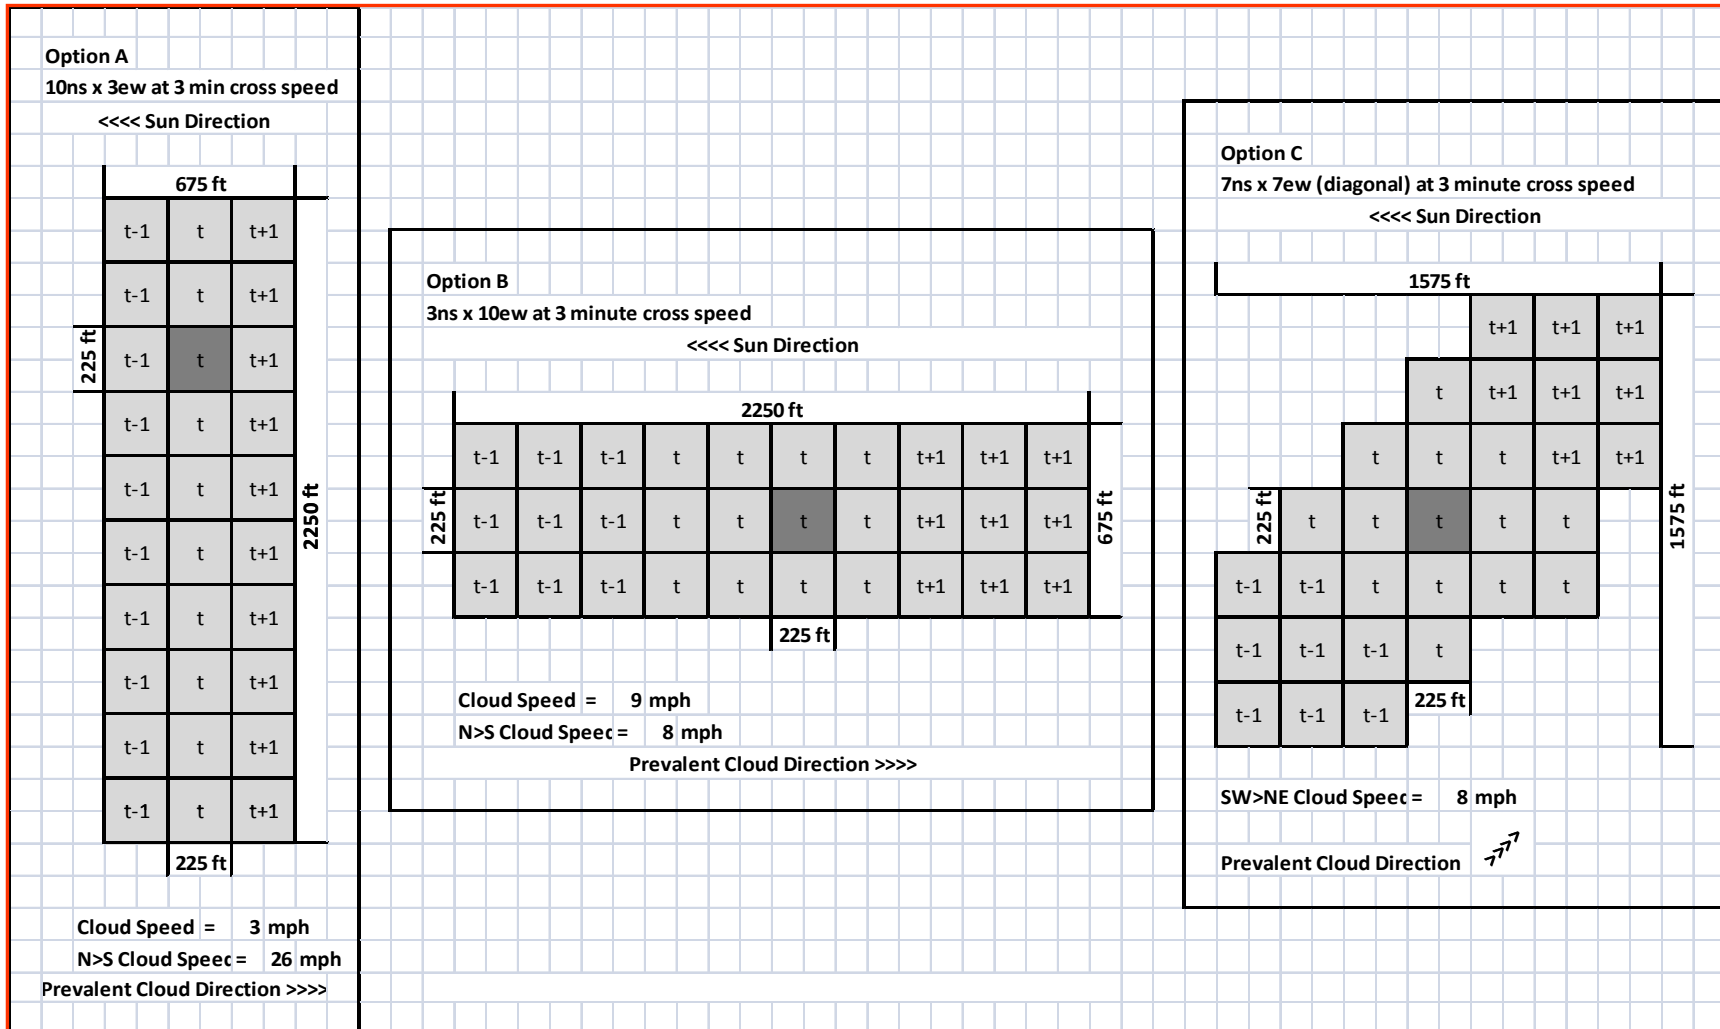 Option A
10ns x 3ew at 3 min cross speed
<<<< Sun Direction
675 ft
t-1 t t+1
t-1 t t+1
225 ft
t-1 t t+1
t-1 t t+1
t-1 t t+1
2250 ft
t-1 t t+1
t-1 t t+1
t-1 t t+1
t-1 t t+1
t-1 t t+1
225 ft
Cloud Speed = 3 mph
N>S Cloud Speed = 26 mph
Prevalent Cloud Direction >>>>
Option B
3ns x 10ew at 3 minute cross speed
<<<< Sun Direction
2250 ft
t-1 t-1 t-1 t t t t t+1 t+1 t+1
225 ft
t-1 t-1 t-1 t t t t t+1 t+1 t+1
675 ft
t-1 t-1 t-1 t t t t t+1 t+1 t+1
225 ft
Cloud Speed = 9 mph
N>S Cloud Speed = 8 mph
Prevalent Cloud Direction >>>>
Option C
7ns x 7ew (diagonal) at 3 minute cross speed
<<<< Sun Direction
1575 ft
t+1 t+1 t+1
t t+1 t+1 t+1
t t t t+1 t+1
225 ft
t t t t t
1575 ft
t-1 t-1 t t t t
t-1 t-1 t-1 t
t-1 t-1 t-1
225 ft
SW>NE Cloud Speed = 8 mph
Prevalent Cloud Direction >>>>